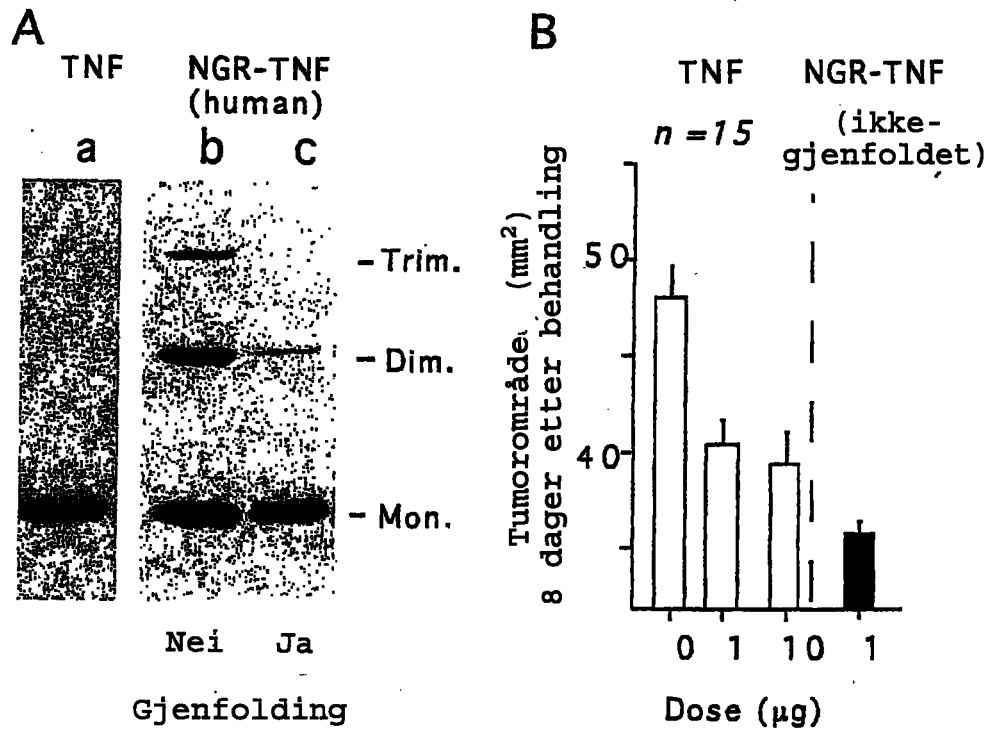 A
TNF
NGR-TNF
(human)
a
b
c
-Trim.
-Dim.
-Mon.
Nei
Ja
Gjenfolding
B
TNF
NGR-TNF
n =15
(ikke-
gjenfoldet)
Tumorområde (mm²)
8 dager etter behandling
50
40
0 1 10 1
Dose (µg)